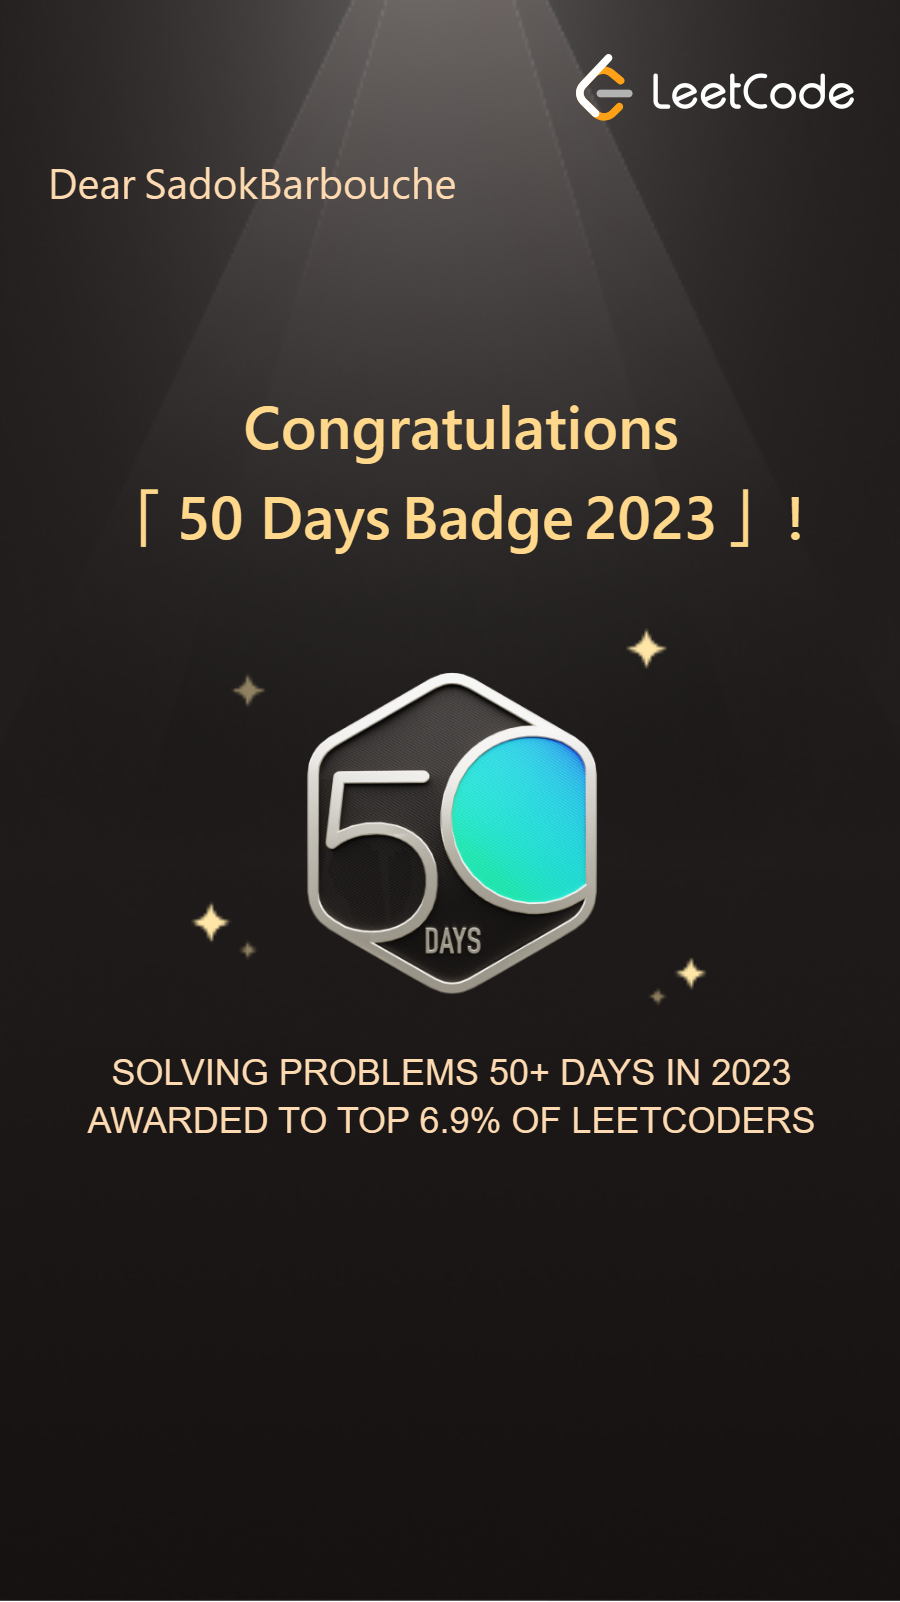 LeetCode
Dear SadokBarbouche
Congratulations
「 50 Days Badge 2023 」 !
50
DAYS
SOLVING PROBLEMS 50+ DAYS IN 2023
AWARDED TO TOP 6.9% OF LEETCODERS